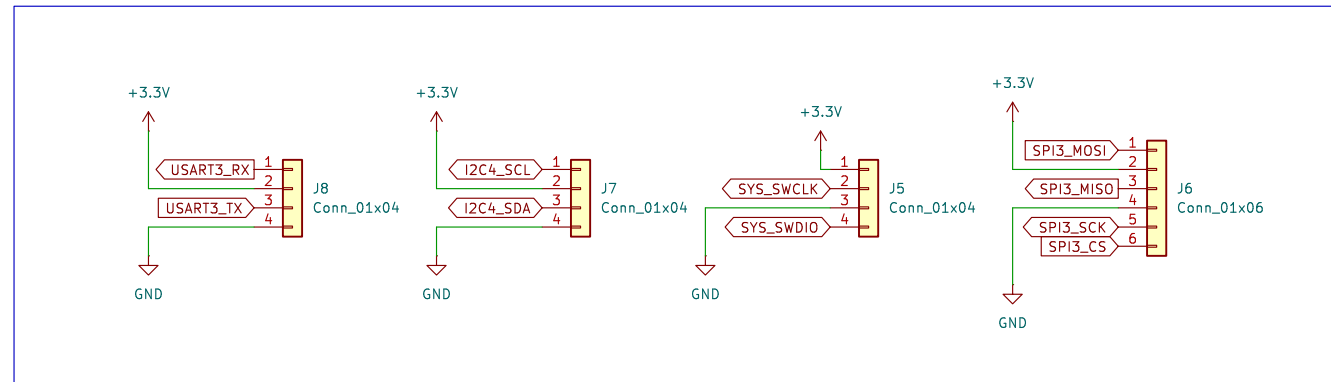 +3.3V
USART3_RX 1
2
USART3_TX 3
4
J8
Conn_01x04
GND
+3.3V
I2C4_SCL 1
2
I2C4_SDA 3
4
J7
Conn_01x04
GND
+3.3V
1
SYS_SWCLK 2
3
SYS_SWDIO 4
J5
Conn_01x04
GND
+3.3V
SPI3_MOSI 1
2
SPI3_MISO 3
4
SPI3_SCK 5
SPI3_CS 6
J6
Conn_01x06
GND